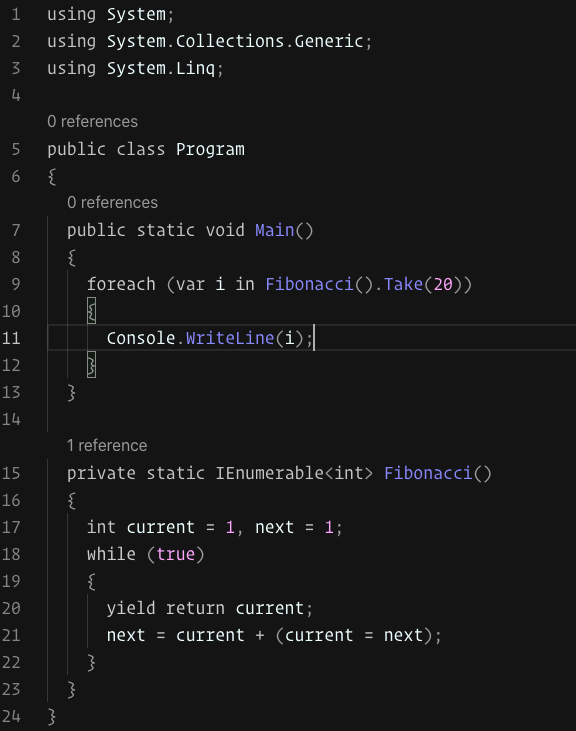 1 using System;
2 using System.Collections.Generic;
3 using System.Linq;
4
0 references
5 public class Program
6 {
0 references
7 public static void Main()
8 {
9 foreach (var i in Fibonacci().Take(20))
10 {
11 Console.WriteLine(i);
12 }
13 }
14
1 reference
15 private static IEnumerable<int> Fibonacci()
16 {
17 int current = 1, next = 1;
18 while (true)
19 {
20 yield return current;
21 next = current + (current = next);
22 }
23 }
24 }